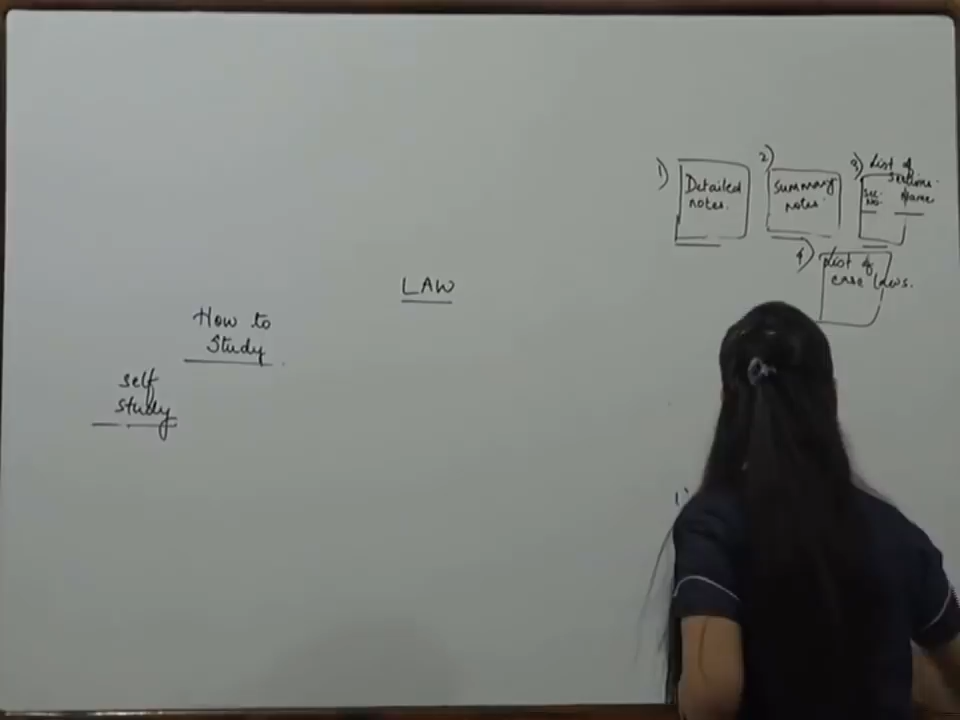 LAW
How to
Study
self
study
1)
Detailed
notes.
2)
Summary
notes.
3) List of
Sections.
Sec. Name
No.
4)
List of
case laws.
1)